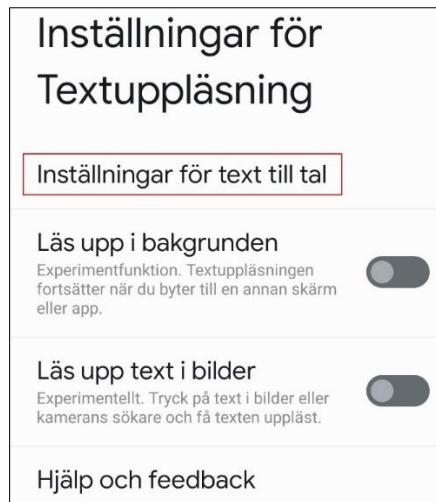 Inställningar för
Textuppläsning
Inställningar för text till tal
Läs upp i bakgrunden
Experimentfunktion. Textuppläsningen
fortsätter när du byter till en annan skärm
eller app.
Läs upp text i bilder
Experimentellt. Tryck på text i bilder eller
kamerans sökare och få texten uppläst.
Hjälp och feedback